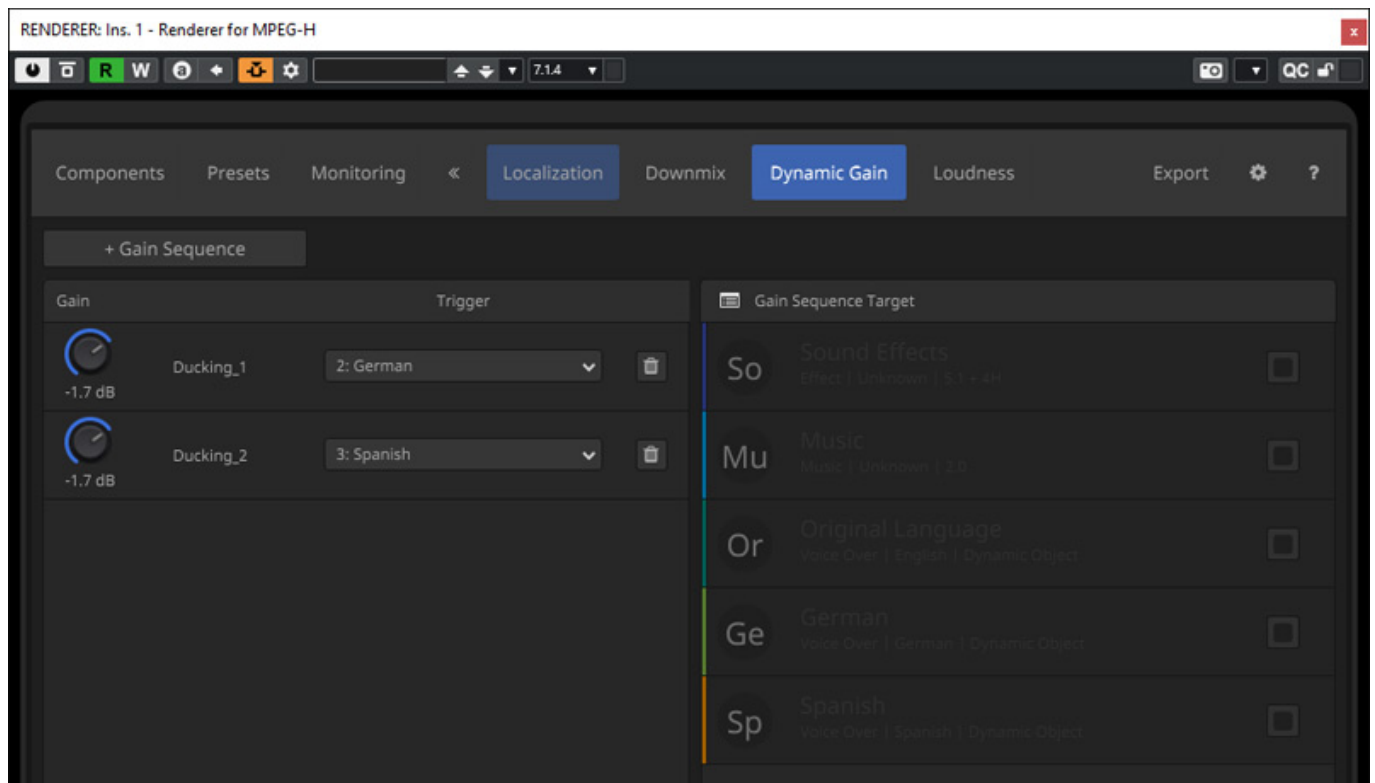 RENDERER: Ins. 1 - Renderer for MPEG-H
x
R W a 7.1.4 QC
Components Presets Monitoring « Localization Downmix Dynamic Gain Loudness Export ?
+ Gain Sequence
Gain Trigger Gain Sequence Target
Ducking_1 2: German
-1.7 dB
So Sound Effects
Effect | Unknown | 5.1 + 4H
Ducking_2 3: Spanish
-1.7 dB
Mu Music
Music | Unknown | 2.0
Or Original Language
Voice Over | English | Dynamic Object
Ge German
Voice Over | German | Dynamic Object
Sp Spanish
Voice Over | Spanish | Dynamic Object